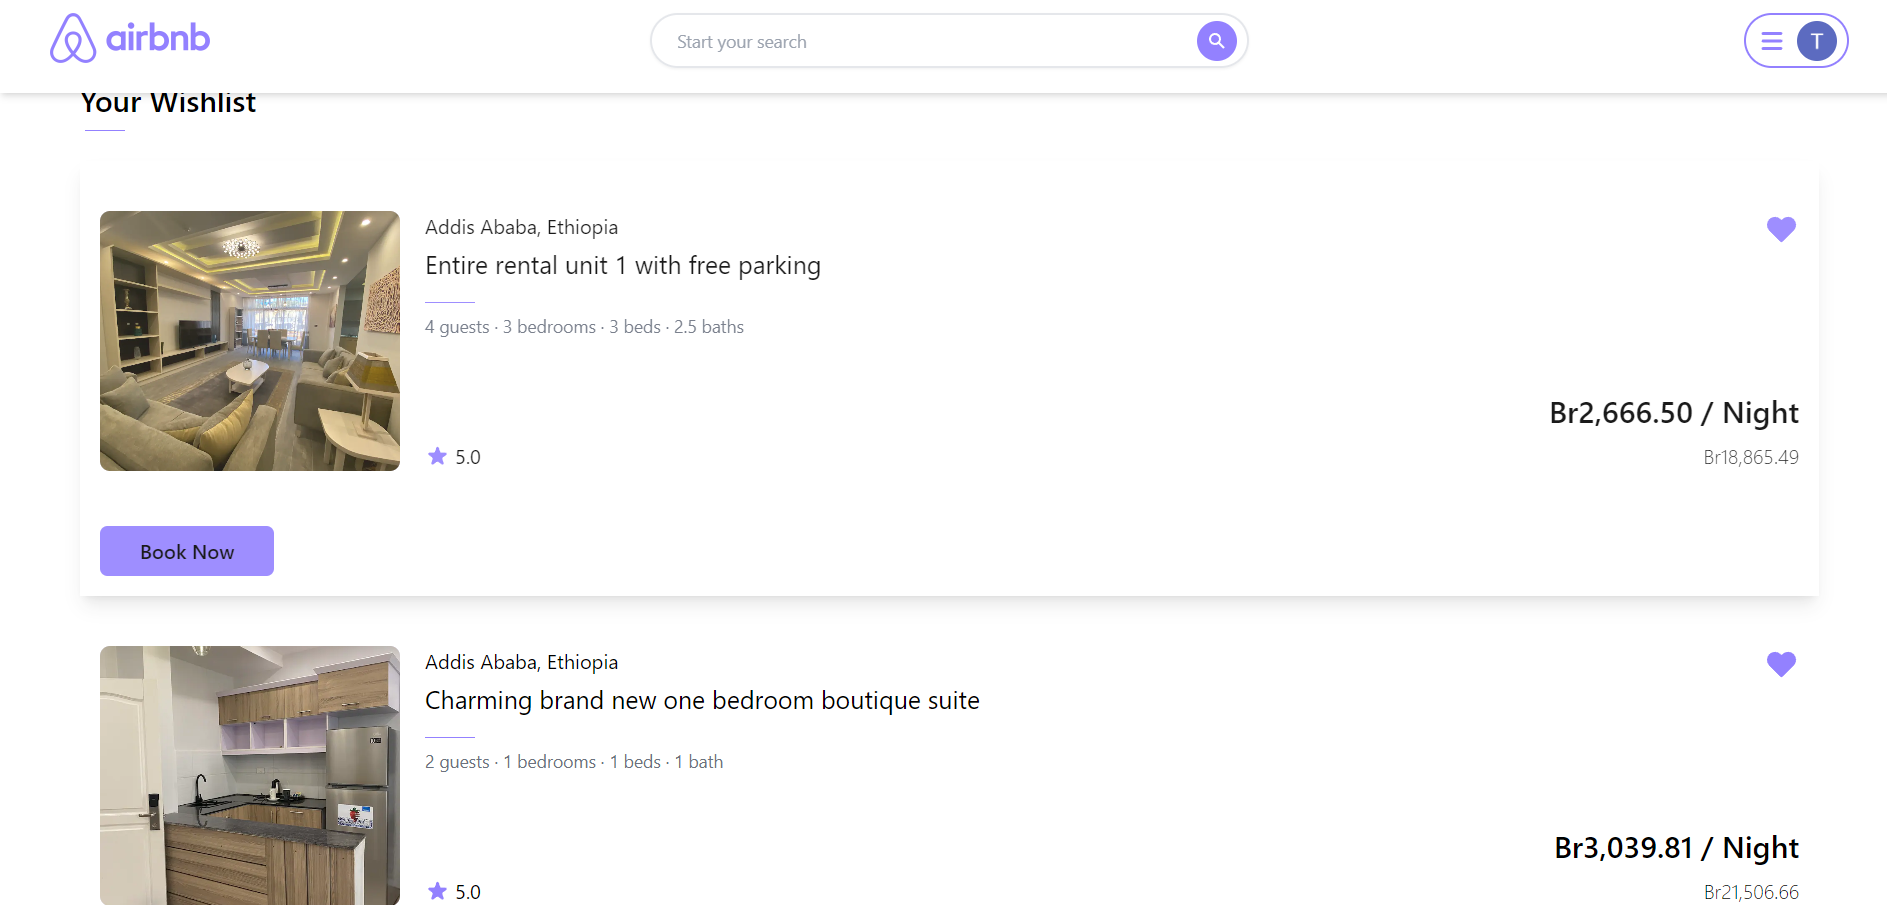 airbnb
Start your search
T
Your Wishlist
Addis Ababa, Ethiopia
Entire rental unit 1 with free parking
4 guests · 3 bedrooms · 3 beds · 2.5 baths
Br2,666.50 / Night
5.0
Br18,865.49
Book Now
Addis Ababa, Ethiopia
Charming brand new one bedroom boutique suite
2 guests · 1 bedrooms · 1 beds · 1 bath
Br3,039.81 / Night
5.0
Br21,506.66